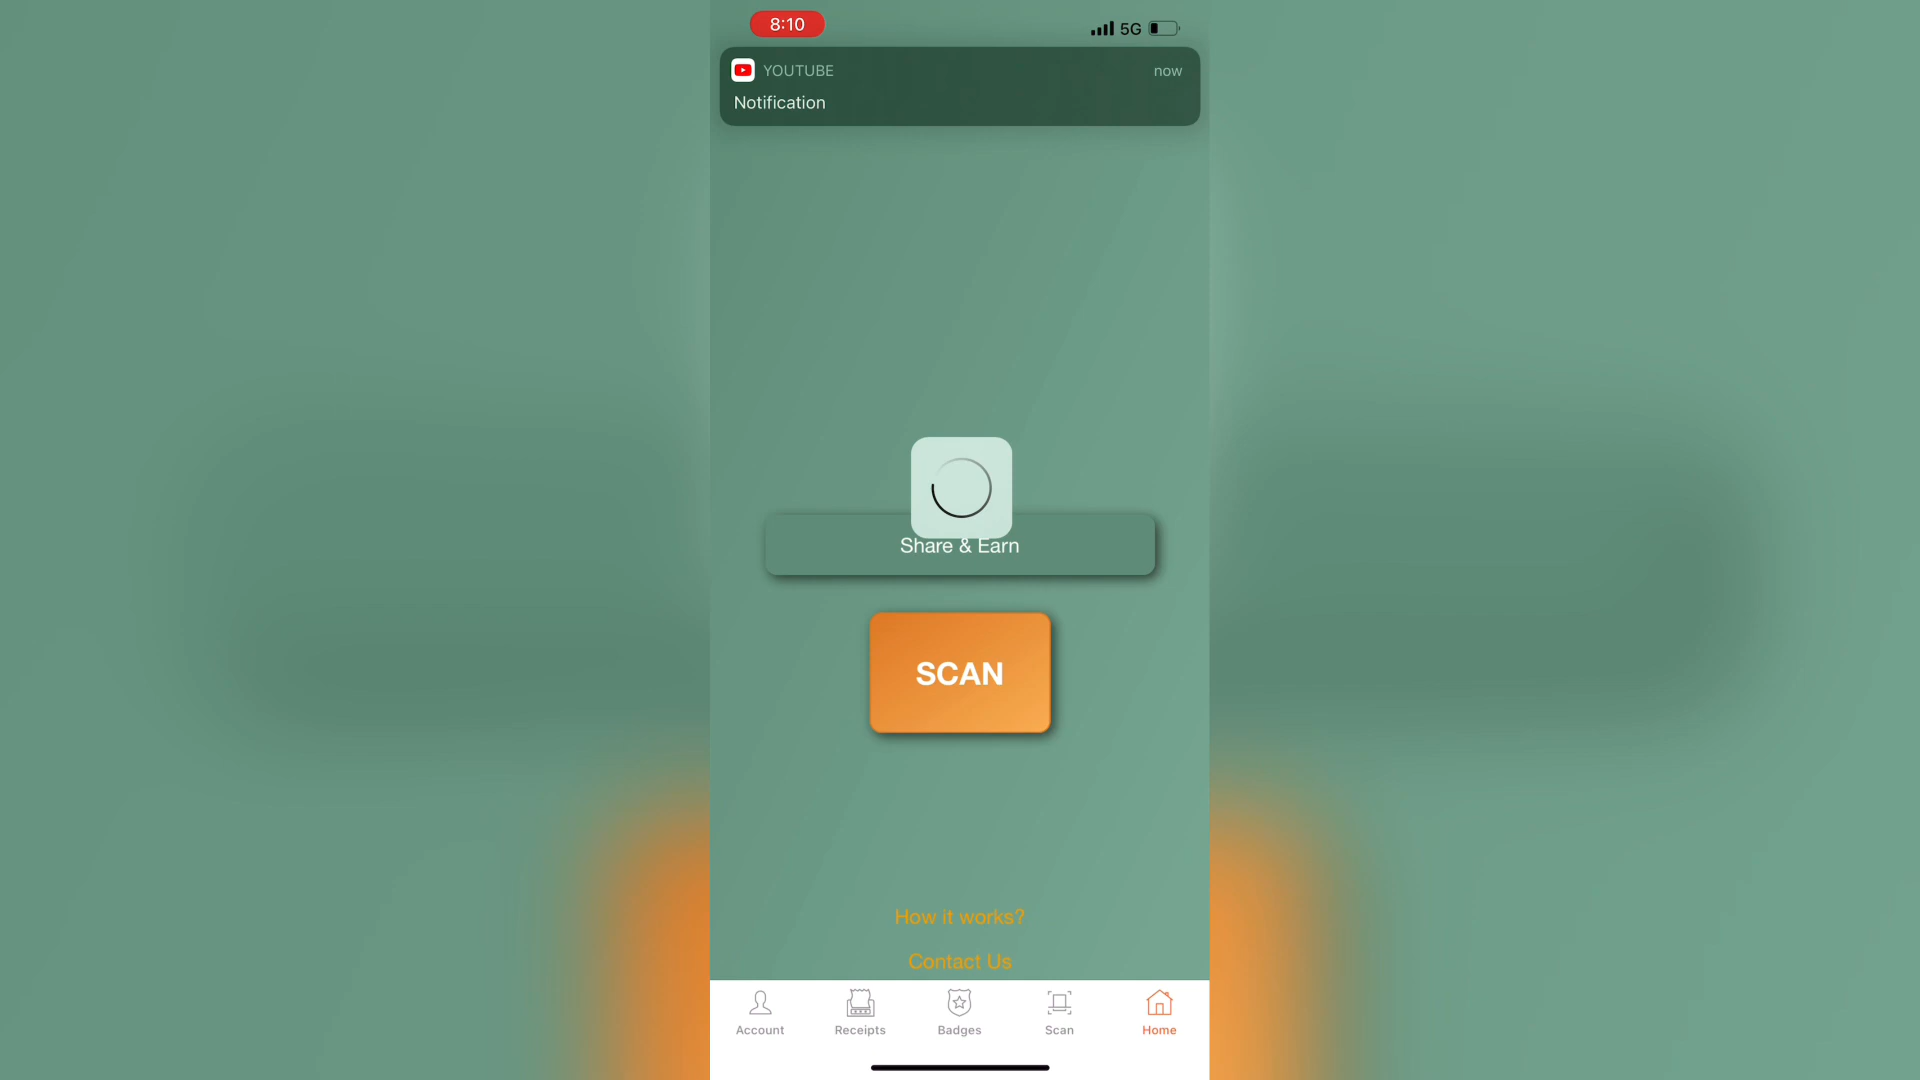 8:10
5G
YOUTUBE
now
Notification
Share & Earn
SCAN
How it works?
Contact Us
Account
Receipts
Badges
Scan
Home